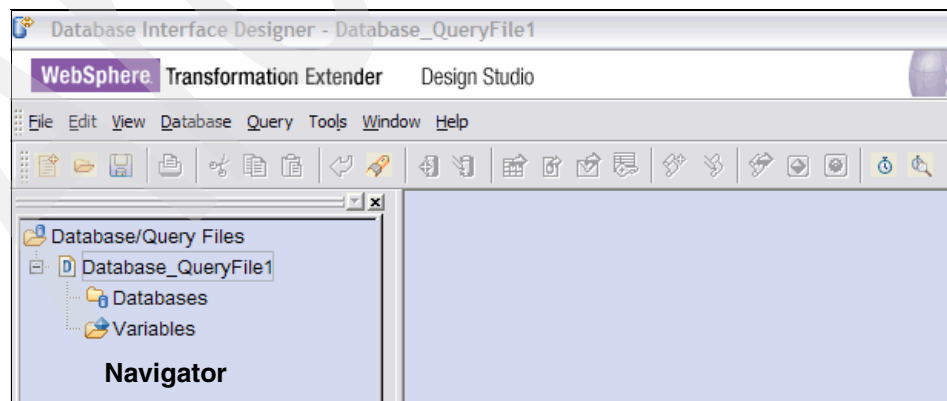 Database Interface Designer - Database_QueryFile1
WebSphere. Transformation Extender Design Studio
File Edit View Database Query Tools Window Help
Database/Query Files
Database_QueryFile1
Databases
Variables
Navigator